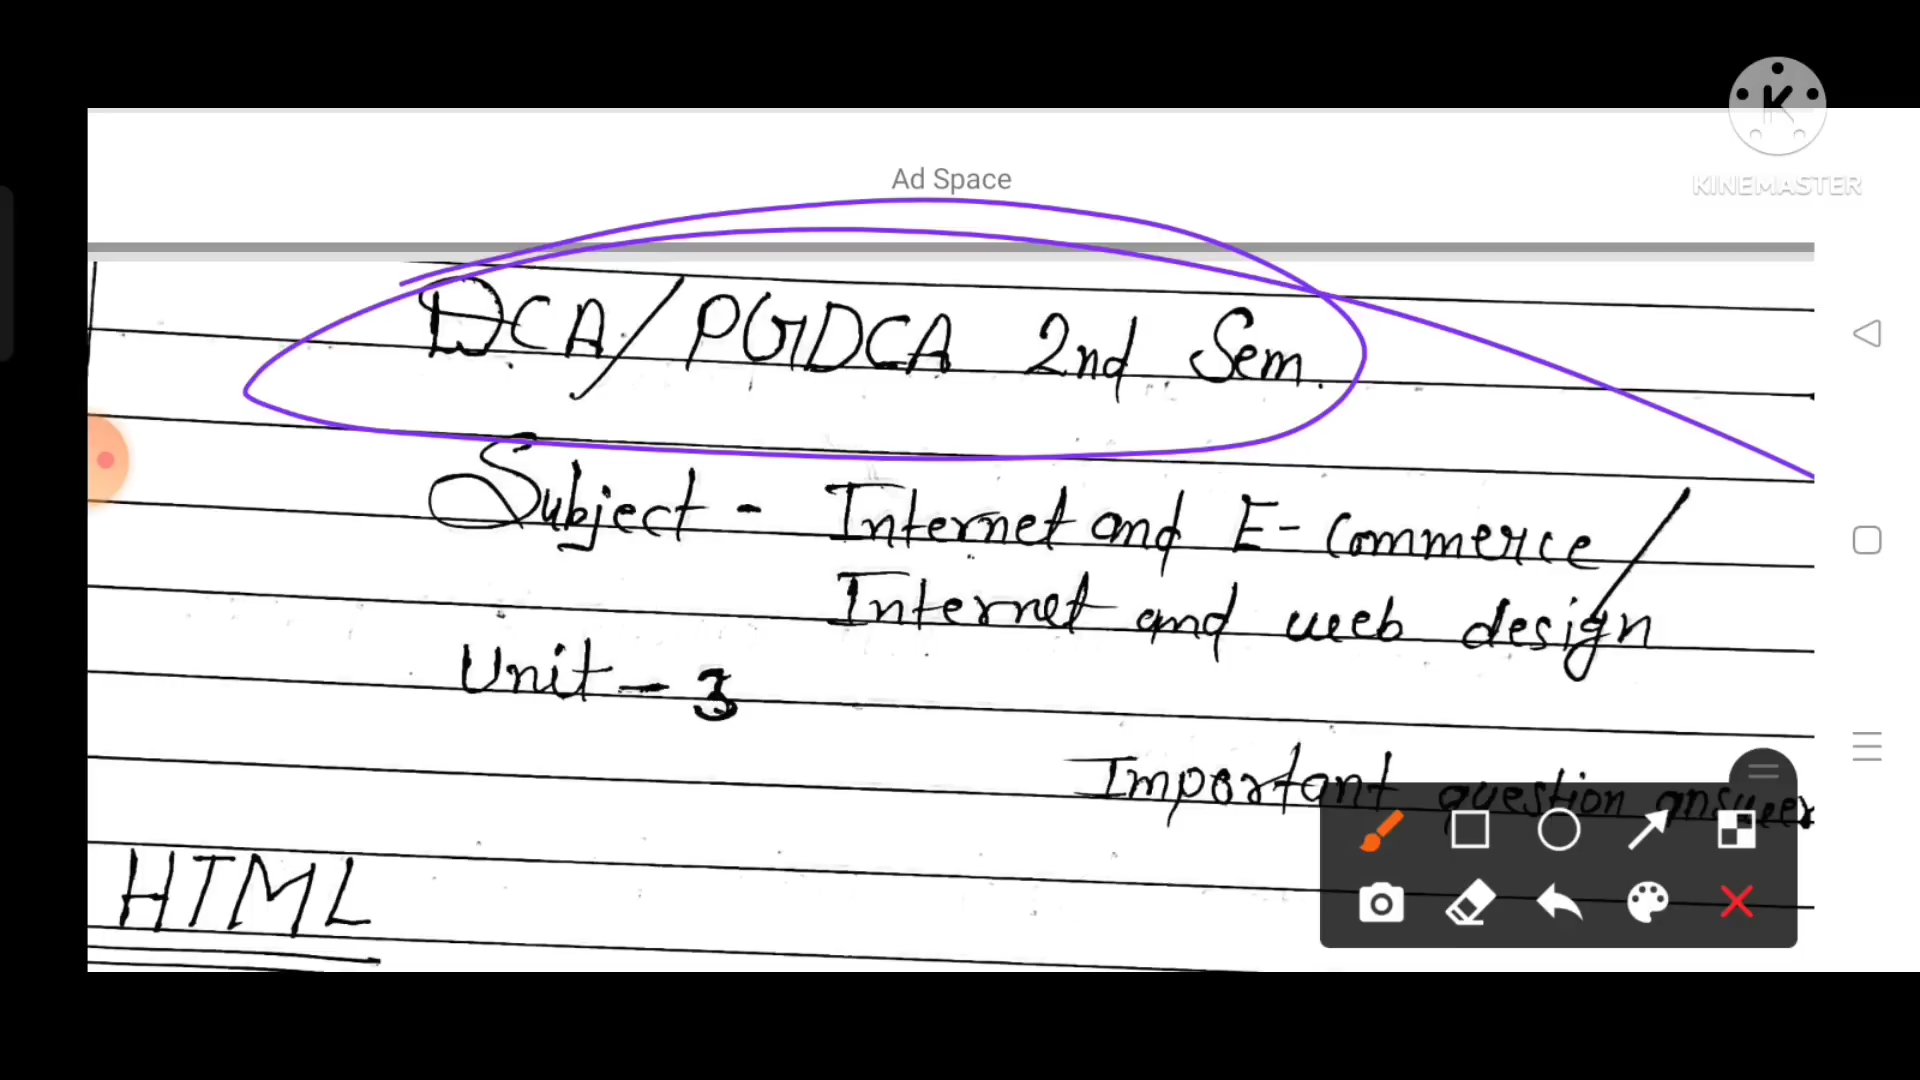 Ad Space
KINEMASTER
DCA/PGDCA 2nd Sem.
Subject - Internet and E-Commerce/
Internet and web design
Unit - 3
Important question answer
HTML